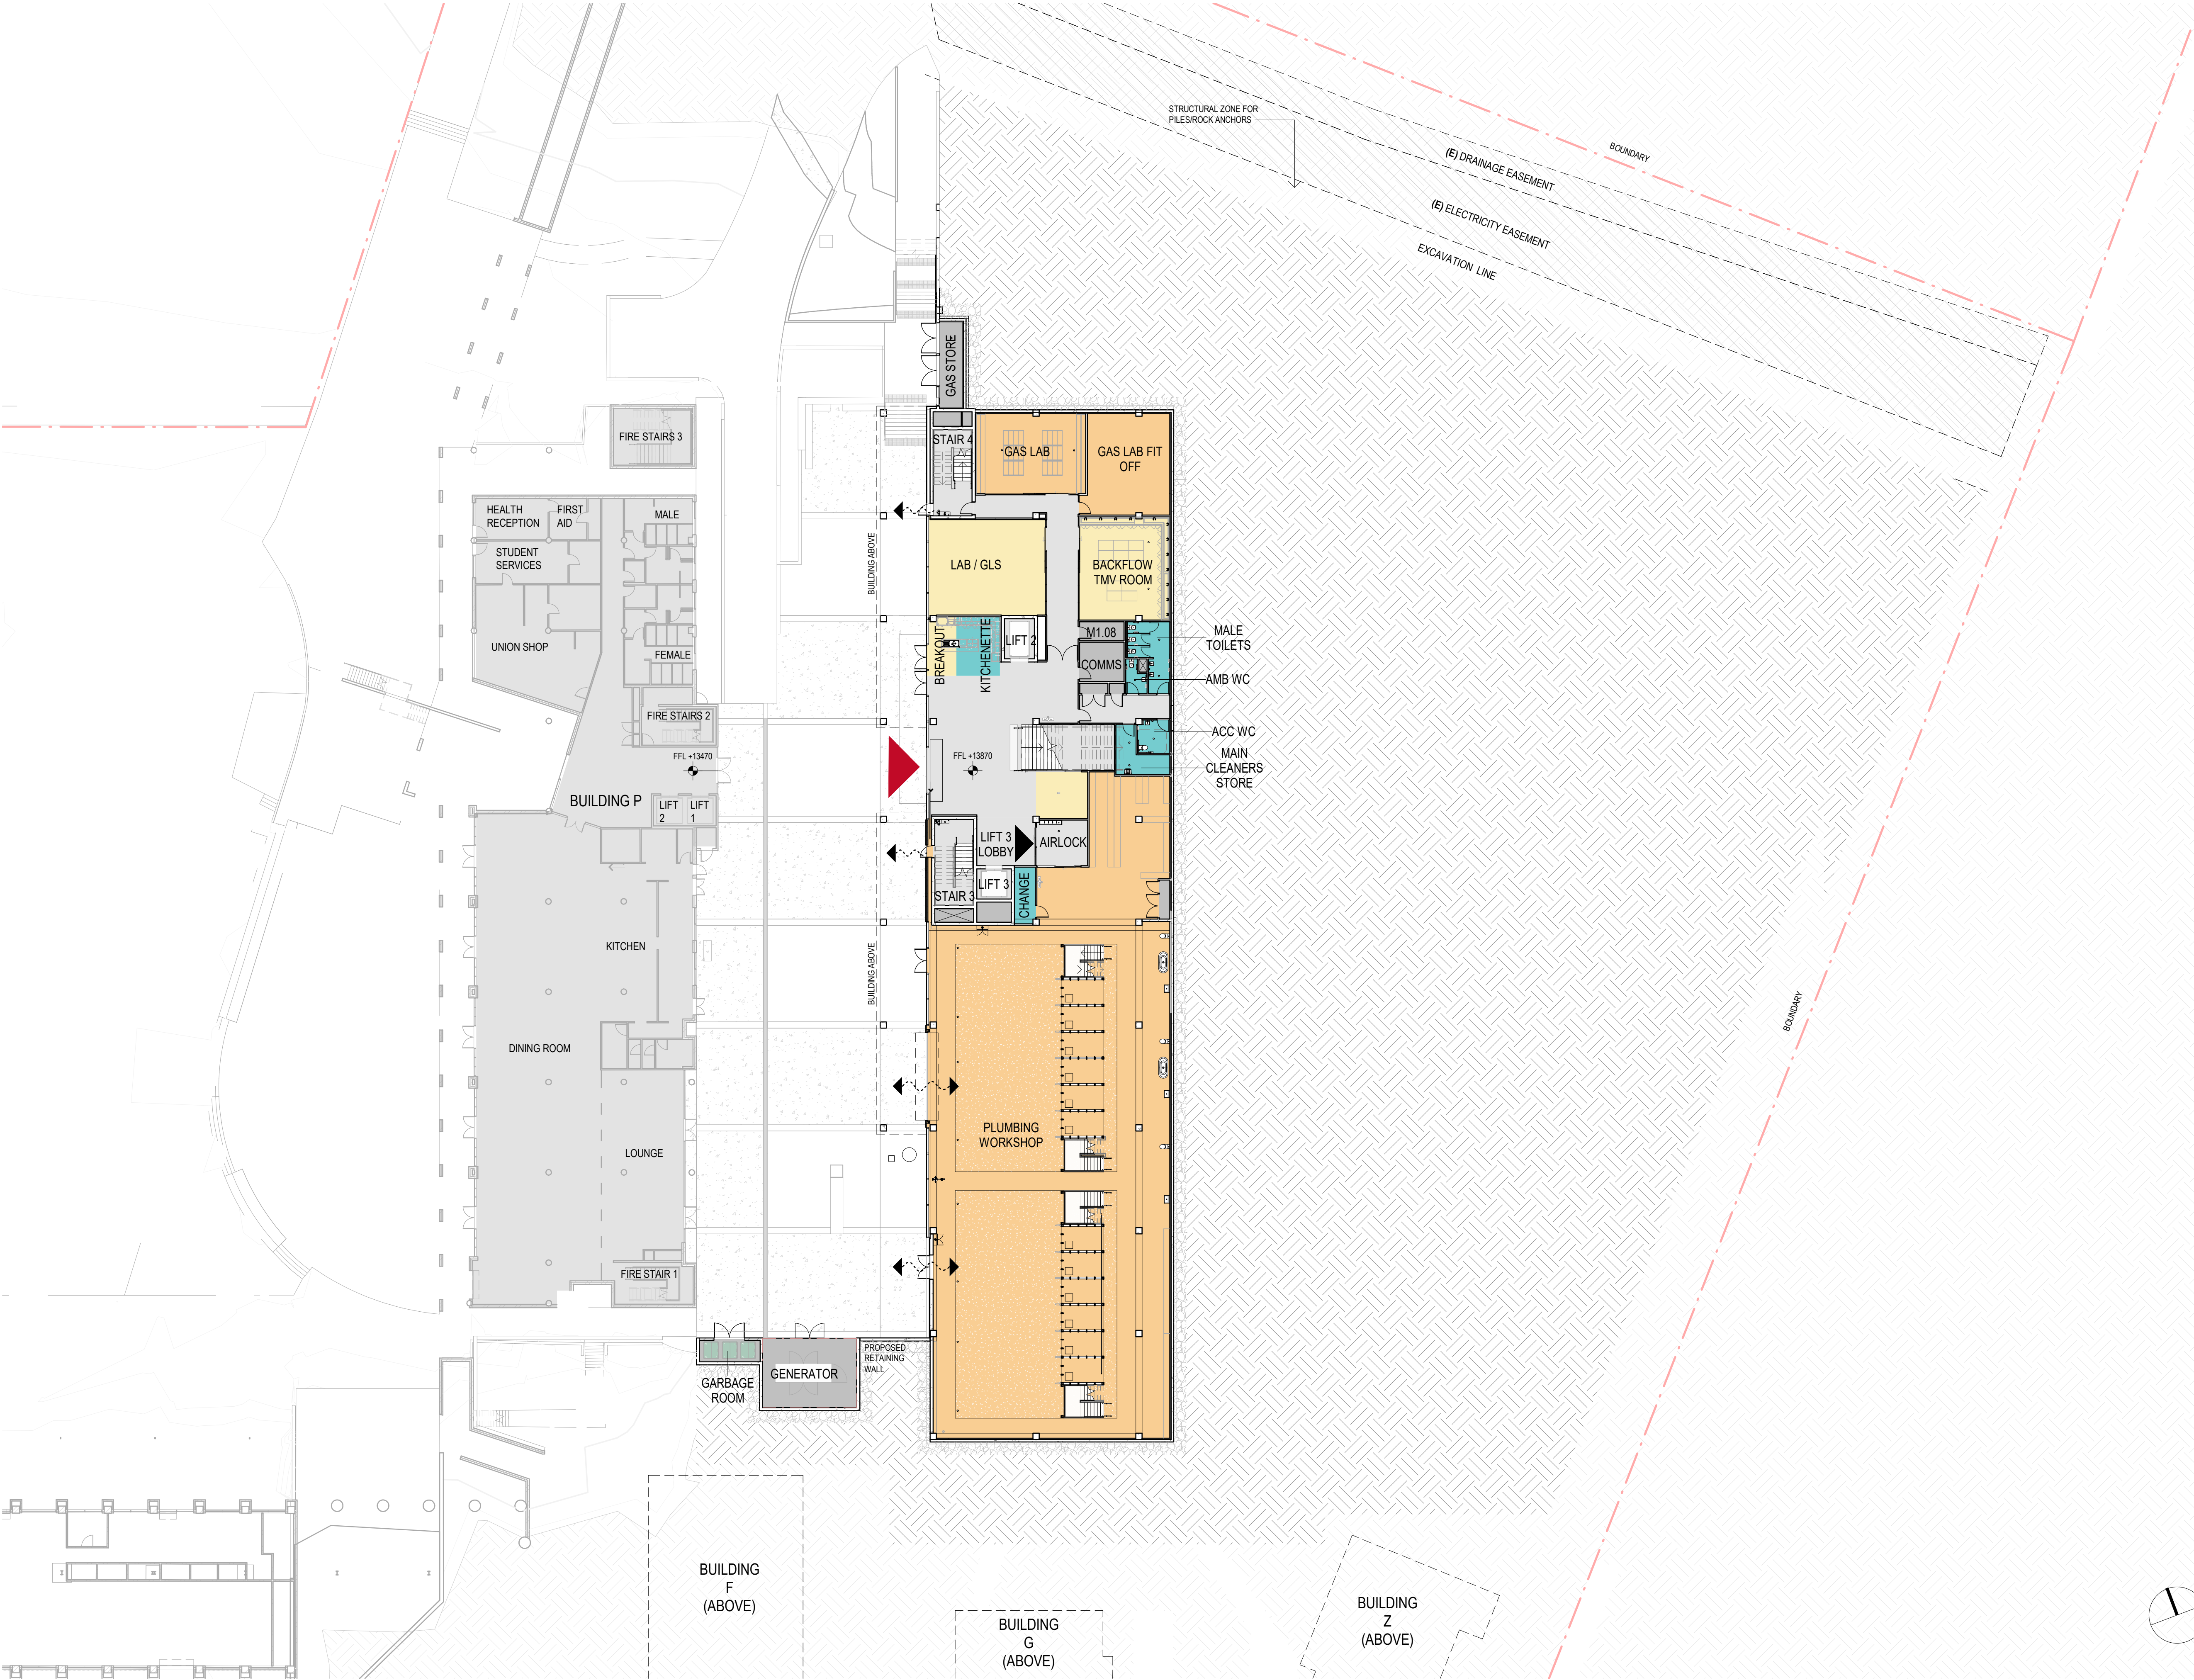 STRUCTURAL ZONE FOR
PILES/ROCK ANCHORS
BOUNDARY
(E) DRAINAGE EASEMENT
(E) ELECTRICITY EASEMENT
EXCAVATION LINE
GAS STORE
FIRE STAIRS 3
STAIR 4
GAS LAB
GAS LAB FIT
OFF
HEALTH
RECEPTION
FIRST
AID
MALE
STUDENT
SERVICES
BUILDING ABOVE
LAB / GLS
BACKFLOW
TMV ROOM
UNION SHOP
FEMALE
BREAKOUT
KITCHENETTE
LIFT 2
M1.08
COMMS
MALE
TOILETS
AMB WC
FIRE STAIRS 2
ACC WC
MAIN
CLEANERS
STORE
FFL +13470
FFL +13870
BUILDING P
LIFT
2
LIFT
1
LIFT 3
LOBBY
AIRLOCK
STAIR 3
LIFT 3
CHANGE
KITCHEN
BUILDING ABOVE
BOUNDARY
DINING ROOM
PLUMBING
WORKSHOP
LOUNGE
FIRE STAIR 1
PROPOSED
RETAINING
WALL
GARBAGE
ROOM
GENERATOR
BUILDING
F
(ABOVE)
BUILDING
G
(ABOVE)
BUILDING
Z
(ABOVE)